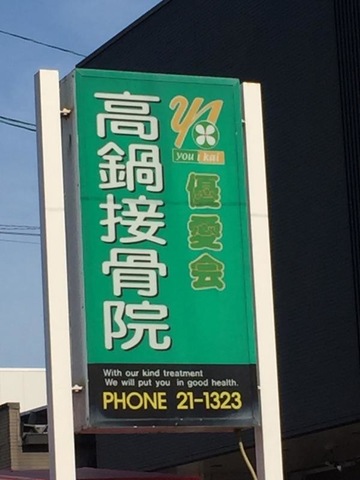 高鍋接骨院
you i kai
優愛会
With our kind treatment
We will put you in good health.
PHONE 21-1323